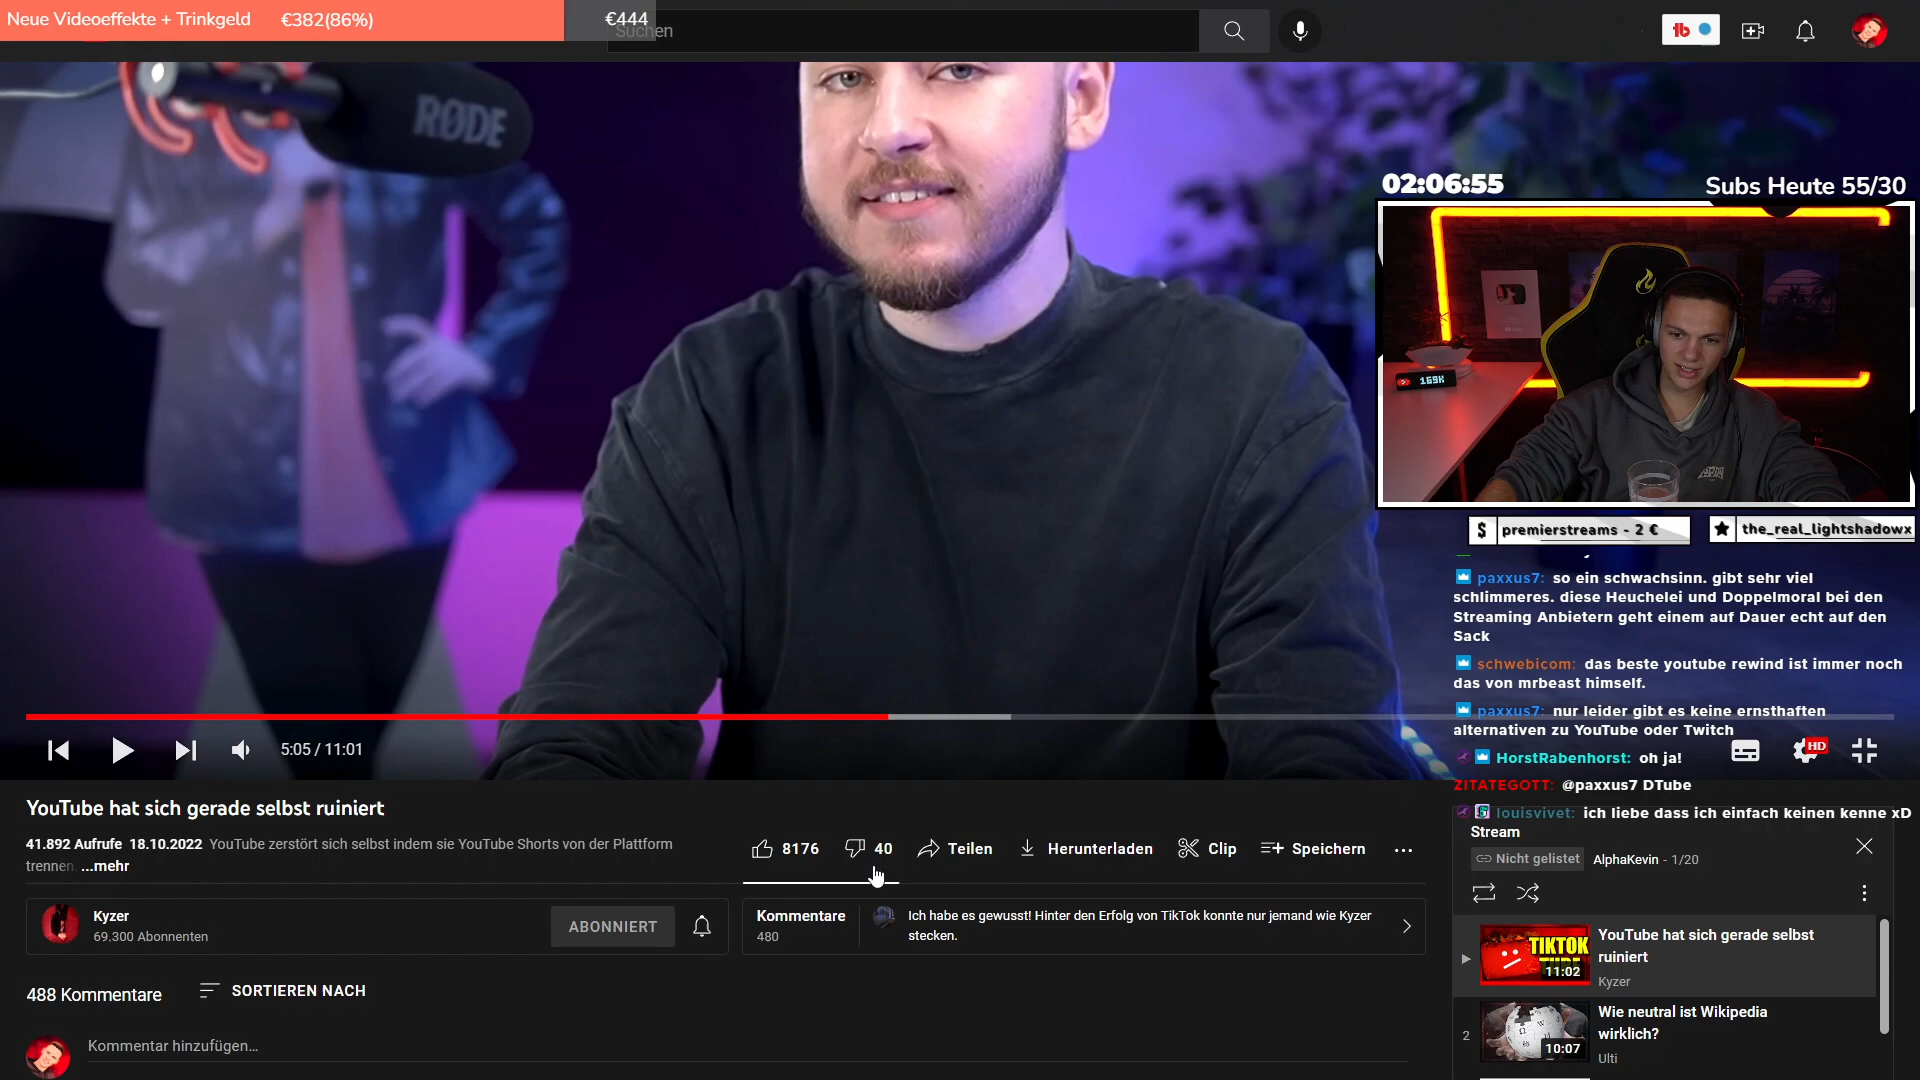 Neue Videoeffekte + Trinkgeld €382(86%) €444
Suchen
RØDE
02:06:55 Subs Heute 55/30
169K
$ premierstreams - 2 €
★ the_real_lightshadowx
paxxus7: so ein schwachsinn. gibt sehr viel
schlimmeres. diese Heuchelei und Doppelmoral bei den
Streaming Anbietern geht einem auf Dauer echt auf den
Sack
schwebicom: das beste youtube rewind ist immer noch
das von mrbeast himself.
paxxus7: nur leider gibt es keine ernsthaften
alternativen zu YouTube oder Twitch
HorstRabenhorst: oh ja!
ZITATEGOTT: @paxxus7 DTube
louisvivet: ich liebe dass ich einfach keinen kenne xD
5:05 / 11:01
HD
YouTube hat sich gerade selbst ruiniert
41.892 Aufrufe 18.10.2022 YouTube zerstört sich selbst indem sie YouTube Shorts von der Plattform
trennen. ...mehr
8176 40 Teilen Herunterladen Clip Speichern
Kyzer
69.300 Abonnenten
ABONNIERT
Kommentare
480
Ich habe es gewusst! Hinter den Erfolg von TikTok konnte nur jemand wie Kyzer
stecken.
488 Kommentare SORTIEREN NACH
Kommentar hinzufügen...
Stream
Nicht gelistet AlphaKevin - 1/20
TIKTOK
TUBE
11:02
YouTube hat sich gerade selbst
ruiniert
Kyzer
2
10:07
Wie neutral ist Wikipedia
wirklich?
Ulti